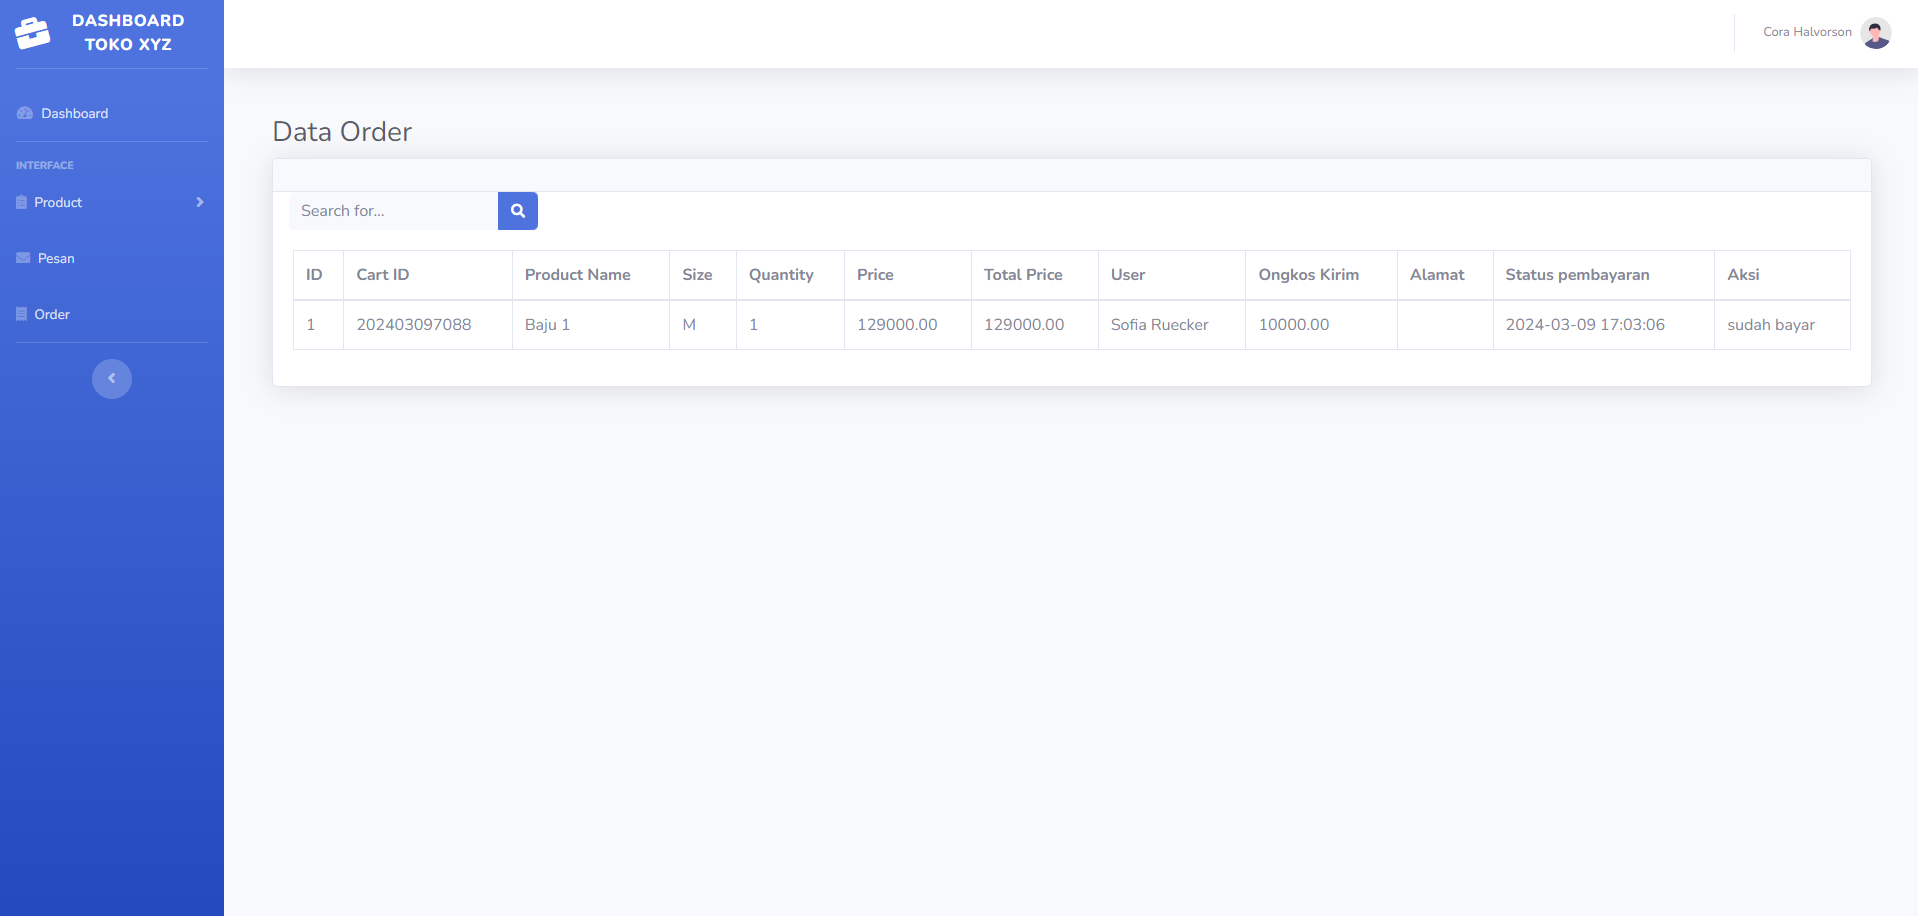 DASHBOARD
TOKO XYZ
Cora Halvorson
Dashboard
INTERFACE
Product
Pesan
Order
Data Order
Search for...
ID Cart ID Product Name Size Quantity Price Total Price User Ongkos Kirim Alamat Status pembayaran Aksi
1 202403097088 Baju 1 M 1 129000.00 129000.00 Sofia Ruecker 10000.00 2024-03-09 17:03:06 sudah bayar